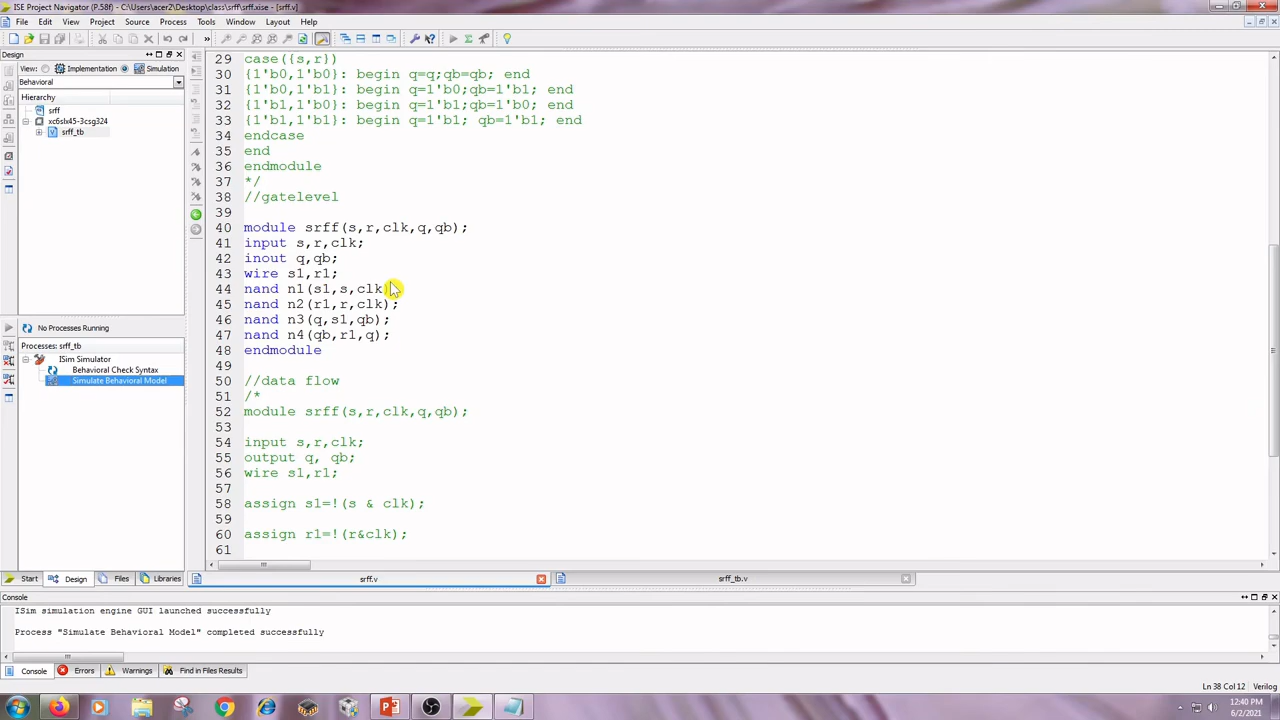 ISE Project Navigator (P.58f) - C:\Users\acer2\Desktop\class\srff\srff.xise - [srff.v]
File Edit View Project Source Process Tools Window Layout Help
Design
View: Implementation Simulation
Behavioral
Hierarchy
srff
xc6slx45-3csg324
srff_tb
No Processes Running
Processes: srff_tb
ISim Simulator
Behavioral Check Syntax
Simulate Behavioral Model
29 case({s,r})
30 {1'b0,1'b0}: begin q=q;qb=qb; end
31 {1'b0,1'b1}: begin q=1'b0;qb=1'b1; end
32 {1'b1,1'b0}: begin q=1'b1;qb=1'b0; end
33 {1'b1,1'b1}: begin q=1'b1; qb=1'b1; end
34 endcase
35 end
36 endmodule
37 */
38 //gatelevel
39
40 module srff(s,r,clk,q,qb);
41 input s,r,clk;
42 inout q,qb;
43 wire s1,r1;
44 nand n1(s1,s,clk)
45 nand n2(r1,r,clk);
46 nand n3(q,s1,qb);
47 nand n4(qb,r1,q);
48 endmodule
49
50 //data flow
51 /*
52 module srff(s,r,clk,q,qb);
53
54 input s,r,clk;
55 output q, qb;
56 wire s1,r1;
57
58 assign s1=!(s & clk);
59
60 assign r1=!(r&clk);
61
Start Design Files Libraries
srff.v srff_tb.v
Console
ISim simulation engine GUI launched successfully
Process "Simulate Behavioral Model" completed successfully
Console Errors Warnings Find in Files Results
Ln 38 Col 12 Verilog
12:40 PM
6/2/2021